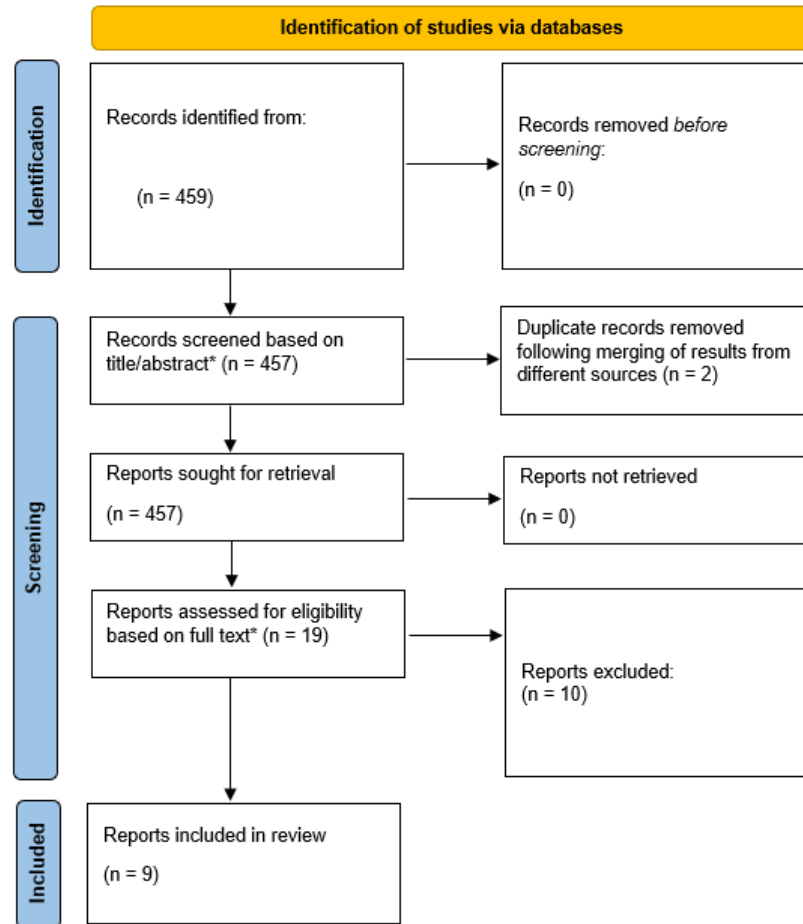 Identification of studies via databases
Identification
Records identified from:
(n = 459)
Records removed before
screening:
(n = 0)
Screening
Records screened based on
title/abstract* (n = 457)
Duplicate records removed
following merging of results from
different sources (n = 2)
Reports sought for retrieval
(n = 457)
Reports not retrieved
(n = 0)
Reports assessed for eligibility
based on full text* (n = 19)
Reports excluded:
(n = 10)
Included
Reports included in review
(n = 9)